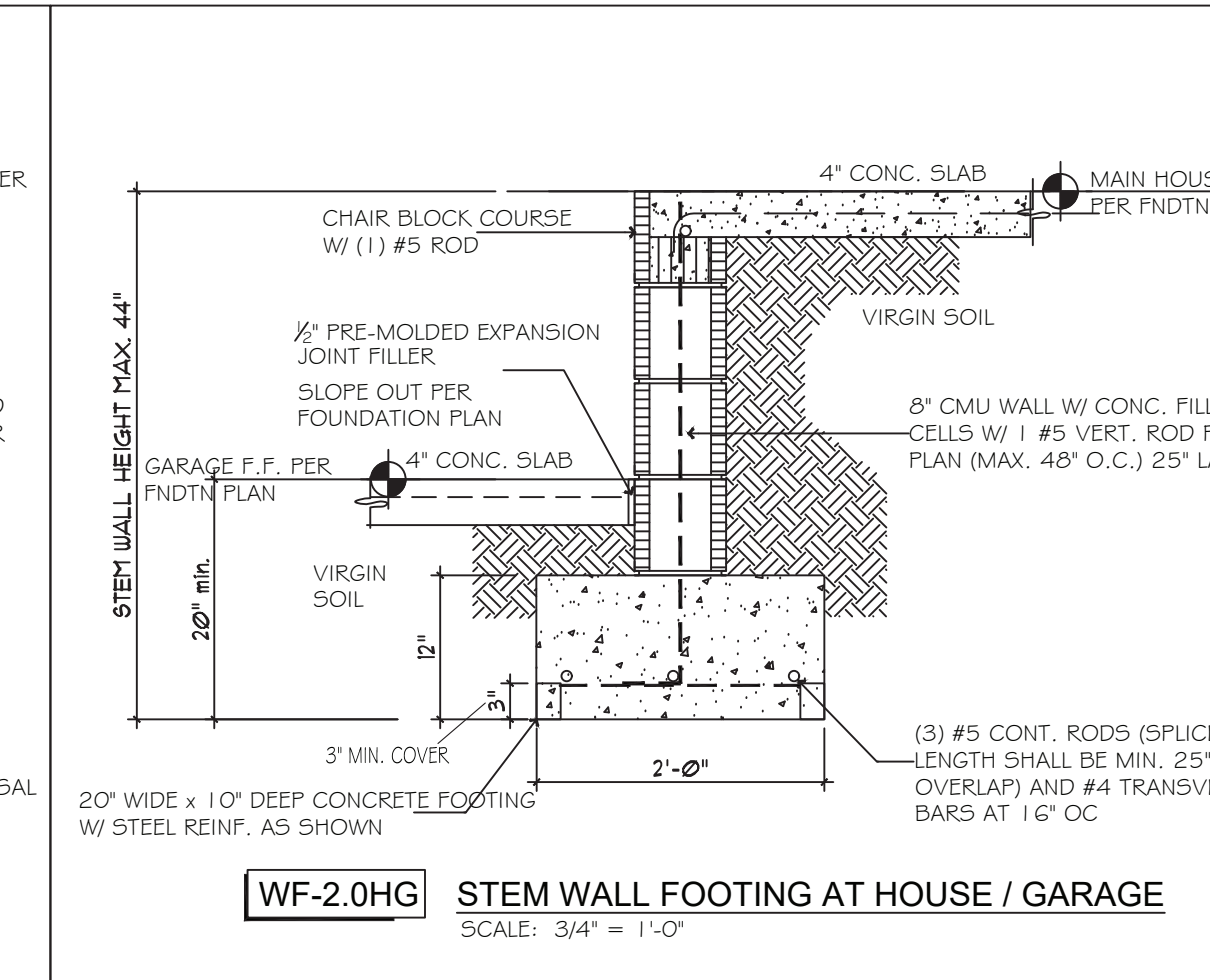 ER
4" CONC. SLAB
MAIN HOUS
PER FNDTN
CHAIR BLOCK COURSE
W/ (1) #5 ROD
VIRGIN SOIL
½" PRE-MOLDED EXPANSION
JOINT FILLER
SLOPE OUT PER
FOUNDATION PLAN
STEM WALL HEIGHT MAX. 44"
8" CMU WALL W/ CONC. FILL
CELLS W/ 1 #5 VERT. ROD
PLAN (MAX. 48" O.C.) 25" LA
GARAGE F.F. PER
FNDTN PLAN
4" CONC. SLAB
20" min.
VIRGIN
SOIL
12"
3"
3" MIN. COVER
2'-0"
(3) #5 CONT. RODS (SPLIC
LENGTH SHALL BE MIN. 25"
OVERLAP) AND #4 TRANSV
BARS AT 16" OC
SAL
20" WIDE x 10" DEEP CONCRETE FOOTING
W/ STEEL REINF. AS SHOWN
WF-2.0HG
STEM WALL FOOTING AT HOUSE / GARAGE
SCALE: 3/4" = 1'-0"